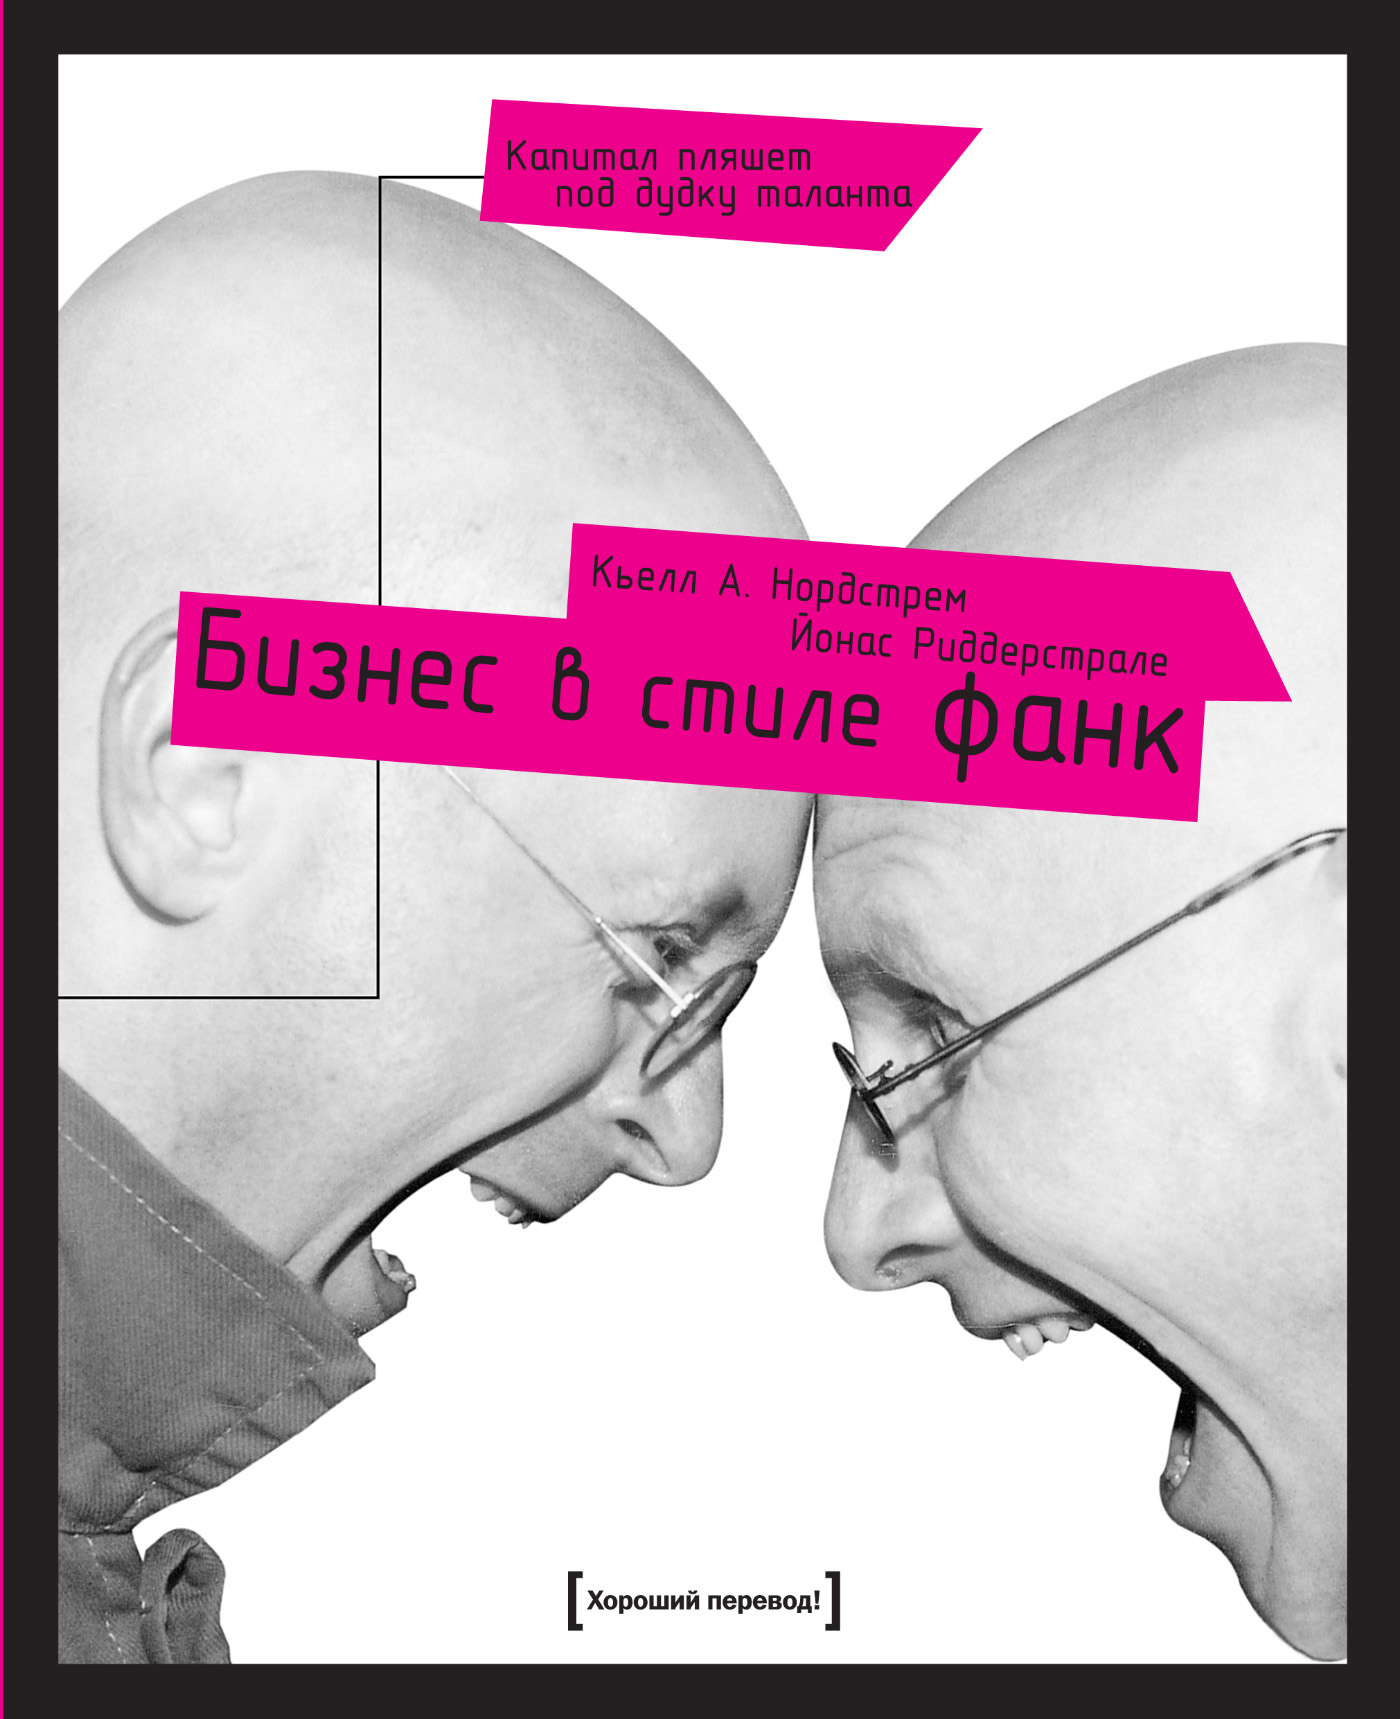 Капитал пляшет
под дудку таланта
Кьелл А. Нордстрем
Йонас Риддерстрале
Бизнес в стиле фанк
[Хороший перевод!]